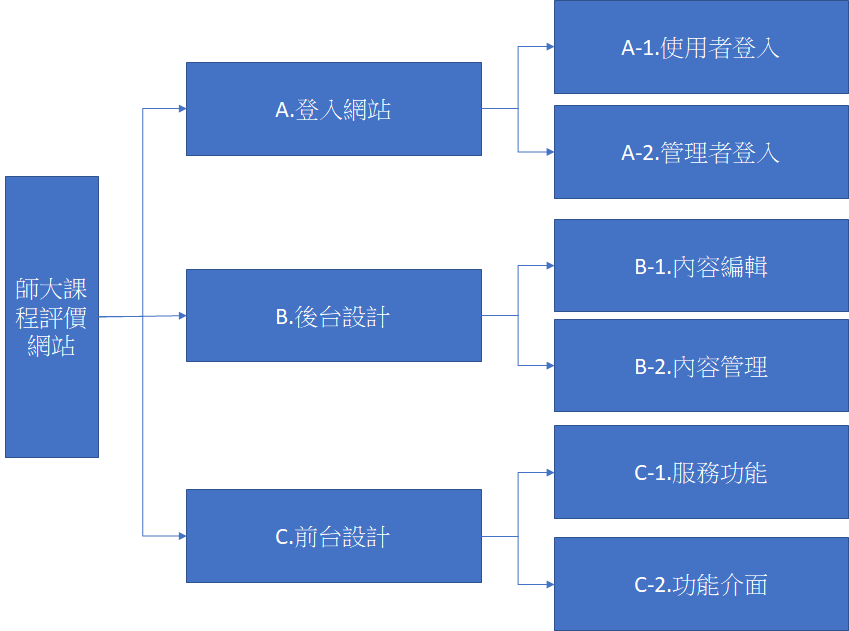 師大課
程評價
網站
A.登入網站
A-1.使用者登入
A-2.管理者登入
B.後台設計
B-1.內容編輯
B-2.內容管理
C.前台設計
C-1.服務功能
C-2.功能介面